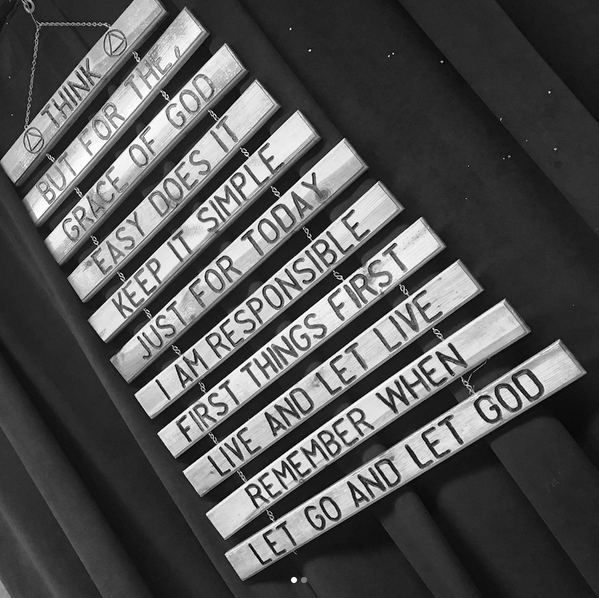 THINK
BUT FOR THE
GRACE OF GOD
EASY DOES IT
KEEP IT SIMPLE
JUST FOR TODAY
I AM RESPONSIBLE
FIRST THINGS FIRST
LIVE AND LET LIVE
REMEMBER WHEN
LET GO AND LET GOD